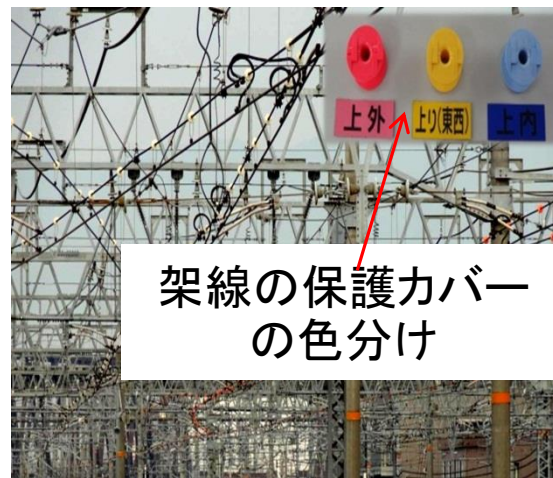 上外
上り(東西)
上内
架線の保護カバー
の色分け